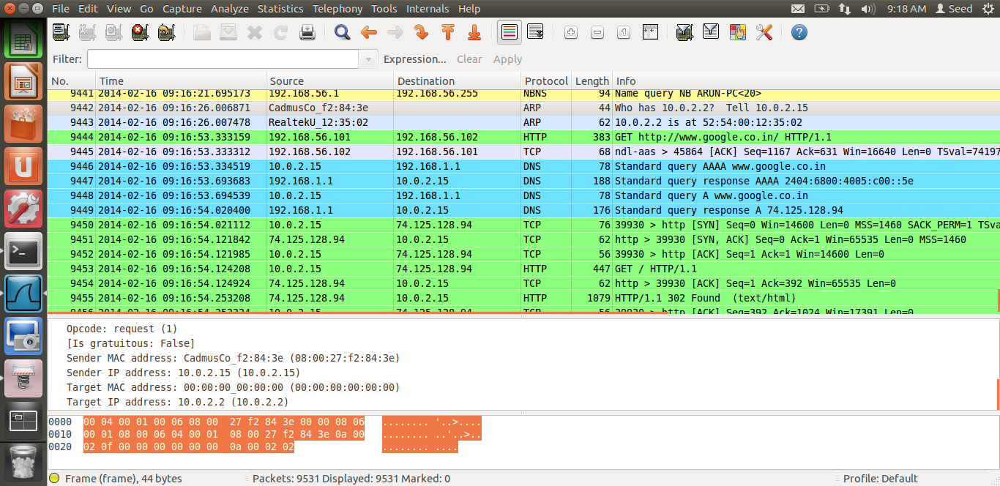 File Edit View Go Capture Analyze Statistics Telephony Tools Internals Help 9:18 AM Seed
Filter: Expression... Clear Apply
No. Time Source Destination Protocol Length Info
9441 2014-02-16 09:16:21.695173 192.168.56.1 192.168.56.255 NBNS 94 Name query NB ARUN-PC<20>
9442 2014-02-16 09:16:26.006871 CadmusCo_f2:84:3e ARP 44 Who has 10.0.2.2? Tell 10.0.2.15
9443 2014-02-16 09:16:26.007478 RealtekU_12:35:02 ARP 62 10.0.2.2 is at 52:54:00:12:35:02
9444 2014-02-16 09:16:53.333159 192.168.56.101 192.168.56.102 HTTP 383 GET http://www.google.co.in/ HTTP/1.1
9445 2014-02-16 09:16:53.333312 192.168.56.102 192.168.56.101 TCP 68 ndl-aas > 45864 [ACK] Seq=1167 Ack=631 Win=16640 Len=0 TSval=74197
9446 2014-02-16 09:16:53.334519 10.0.2.15 192.168.1.1 DNS 78 Standard query AAAA www.google.co.in
9447 2014-02-16 09:16:53.693683 192.168.1.1 10.0.2.15 DNS 188 Standard query response AAAA 2404:6800:4005:c00::5e
9448 2014-02-16 09:16:53.694539 10.0.2.15 192.168.1.1 DNS 78 Standard query A www.google.co.in
9449 2014-02-16 09:16:54.020400 192.168.1.1 10.0.2.15 DNS 176 Standard query response A 74.125.128.94
9450 2014-02-16 09:16:54.021112 10.0.2.15 74.125.128.94 TCP 76 39930 > http [SYN] Seq=0 Win=14600 Len=0 MSS=1460 SACK_PERM=1 TSva
9451 2014-02-16 09:16:54.121842 74.125.128.94 10.0.2.15 TCP 62 http > 39930 [SYN, ACK] Seq=0 Ack=1 Win=65535 Len=0 MSS=1460
9452 2014-02-16 09:16:54.121985 10.0.2.15 74.125.128.94 TCP 56 39930 > http [ACK] Seq=1 Ack=1 Win=14600 Len=0
9453 2014-02-16 09:16:54.124208 10.0.2.15 74.125.128.94 HTTP 447 GET / HTTP/1.1
9454 2014-02-16 09:16:54.124924 74.125.128.94 10.0.2.15 TCP 62 http > 39930 [ACK] Seq=1 Ack=392 Win=65535 Len=0
9455 2014-02-16 09:16:54.253208 74.125.128.94 10.0.2.15 HTTP 1079 HTTP/1.1 302 Found (text/html)
9456 2014-02-16 10.0.2.15 74.125.128.94 TCP 56 39930 > http [ACK] Seq=392 Ack=1024 Win=17391 Len=0
Opcode: request (1)
[Is gratuitous: False]
Sender MAC address: CadmusCo_f2:84:3e (08:00:27:f2:84:3e)
Sender IP address: 10.0.2.15 (10.0.2.15)
Target MAC address: 00:00:00_00:00:00 (00:00:00:00:00:00)
Target IP address: 10.0.2.2 (10.0.2.2)
0000 00 04 00 01 00 06 08 00 27 f2 84 3e 00 00 08 06 ........ '..>....
0010 00 01 08 00 06 04 00 01 08 00 27 f2 84 3e 0a 00 ........ ..'..>..
0020 02 0f 00 00 00 00 00 00 0a 00 02 02 ........ ....
Frame (frame), 44 bytes Packets: 9531 Displayed: 9531 Marked: 0 Profile: Default